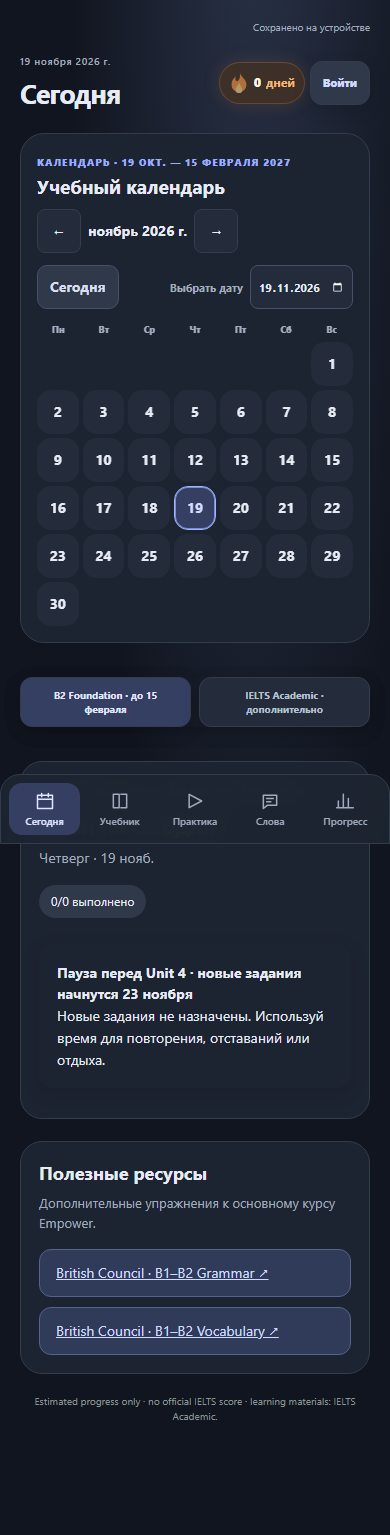 Сохранено на устройстве
19 ноября 2026 г.
Сегодня
0 дней
Войти
КАЛЕНДАРЬ · 19 ОКТ. — 15 ФЕВРАЛЯ 2027
Учебный календарь
← ноябрь 2026 г. →
Сегодня
Выбрать дату
19.11.2026
Пн Вт Ср Чт Пт Сб Вс
1
2 3 4 5 6 7 8
9 10 11 12 13 14 15
16 17 18 19 20 21 22
23 24 25 26 27 28 29
30
B2 Foundation · до 15
февраля
IELTS Academic ·
дополнительно
Сегодня
Учебник
Практика
Слова
Прогресс
Четверг · 19 нояб.
0/0 выполнено
Пауза перед Unit 4 · новые задания
начнутся 23 ноября
Новые задания не назначены. Используй
время для повторения, отставаний или
отдыха.
Полезные ресурсы
Дополнительные упражнения к основному курсу
Empower.
British Council · B1–B2 Grammar ↗
British Council · B1–B2 Vocabulary ↗
Estimated progress only · no official IELTS score · learning materials: IELTS
Academic.